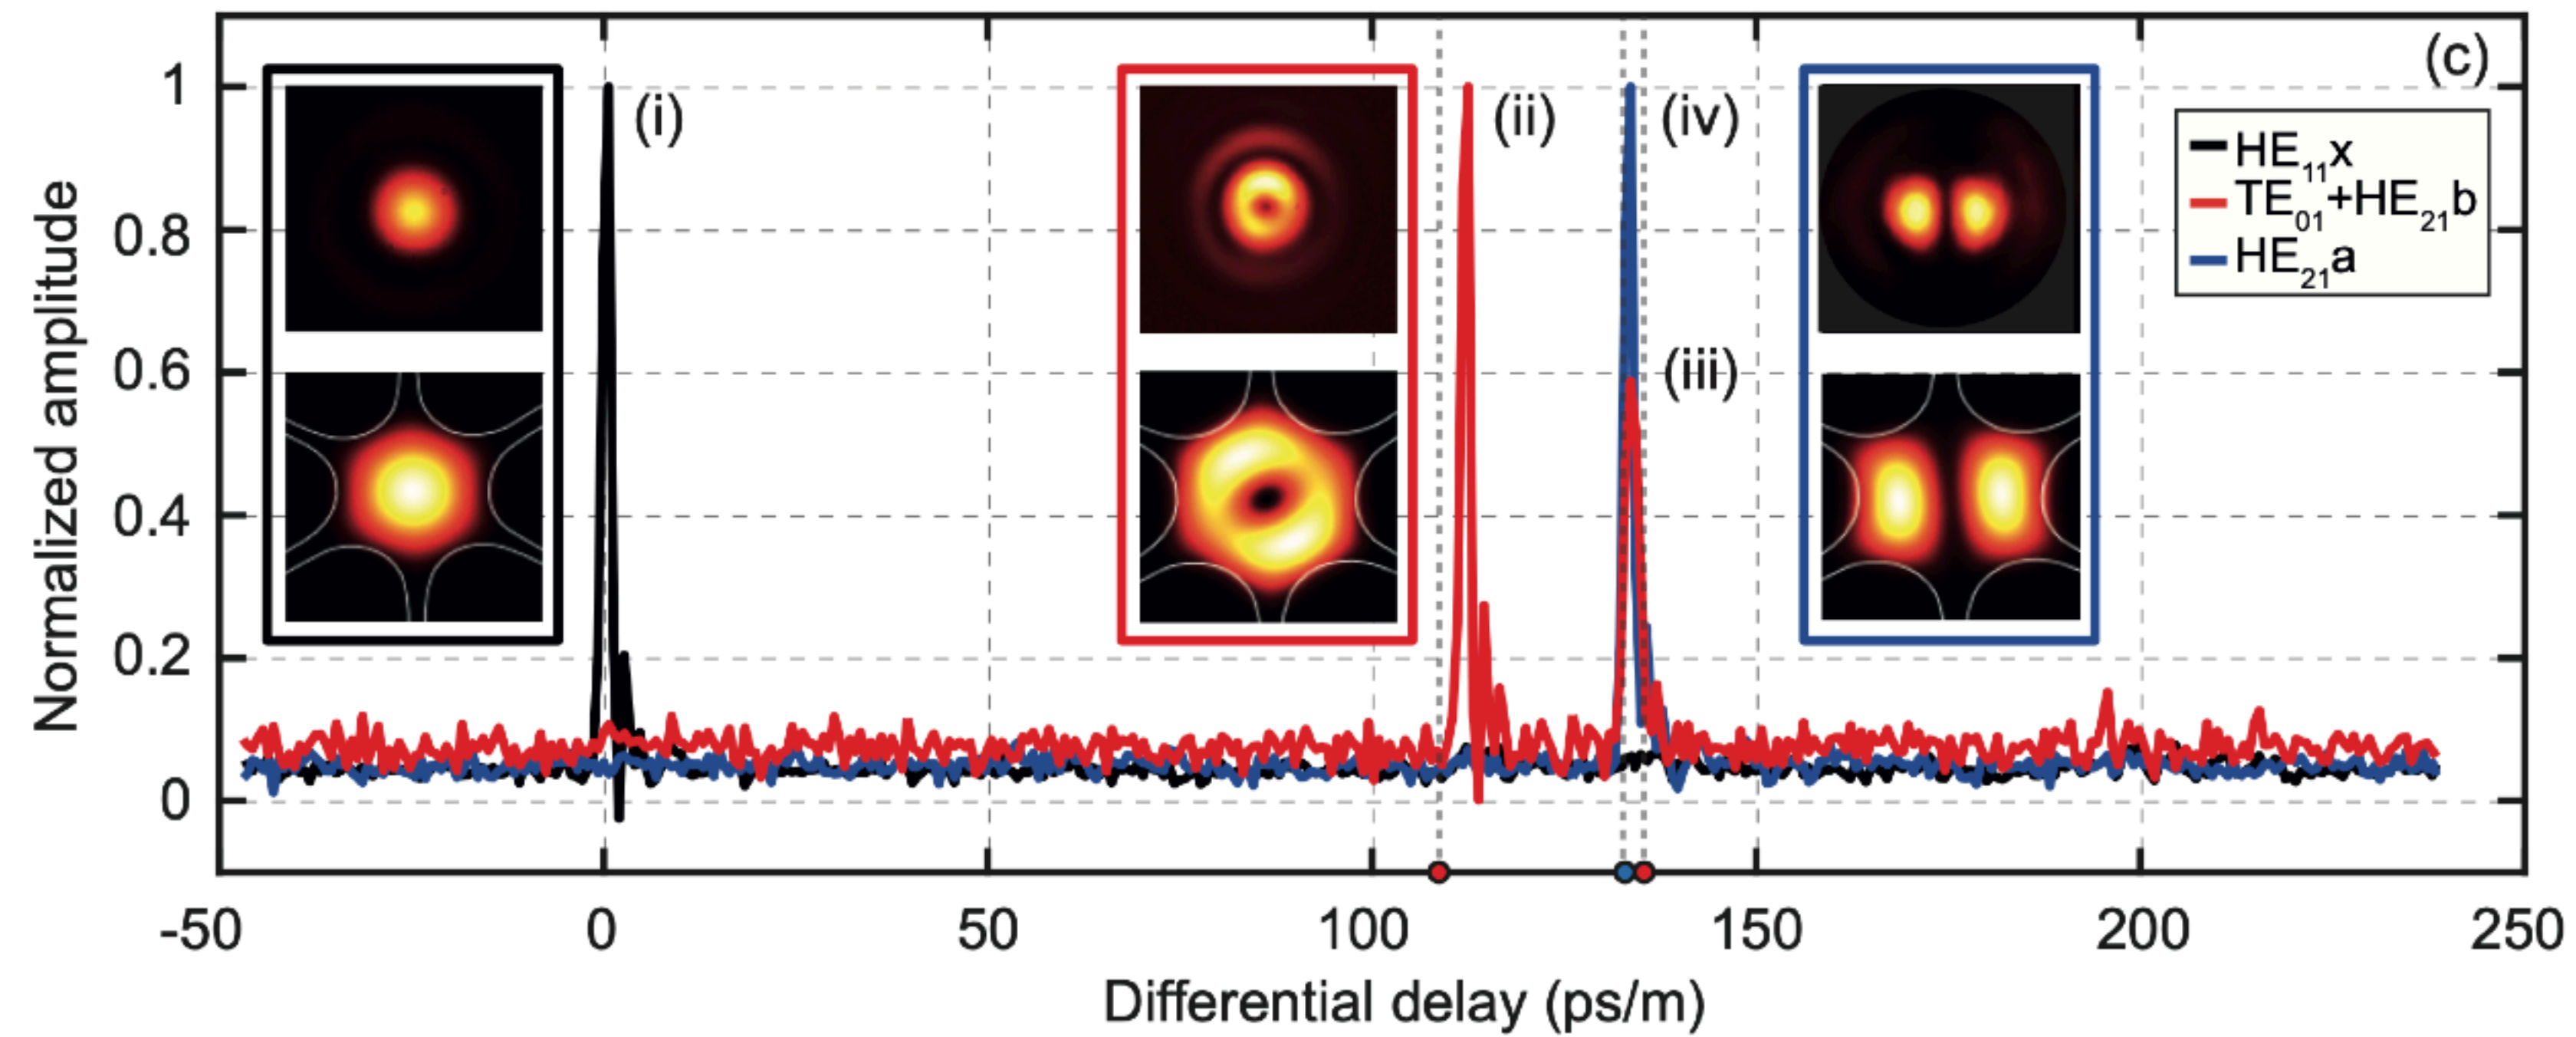 (c)
1
0.8
0.6
0.4
0.2
0
Normalized amplitude
(i)
(ii)
(iv)
(iii)
HE₁₁x
TE₀₁+HE₂₁b
HE₂₁a
-50 0 50 100 150 200 250
Differential delay (ps/m)